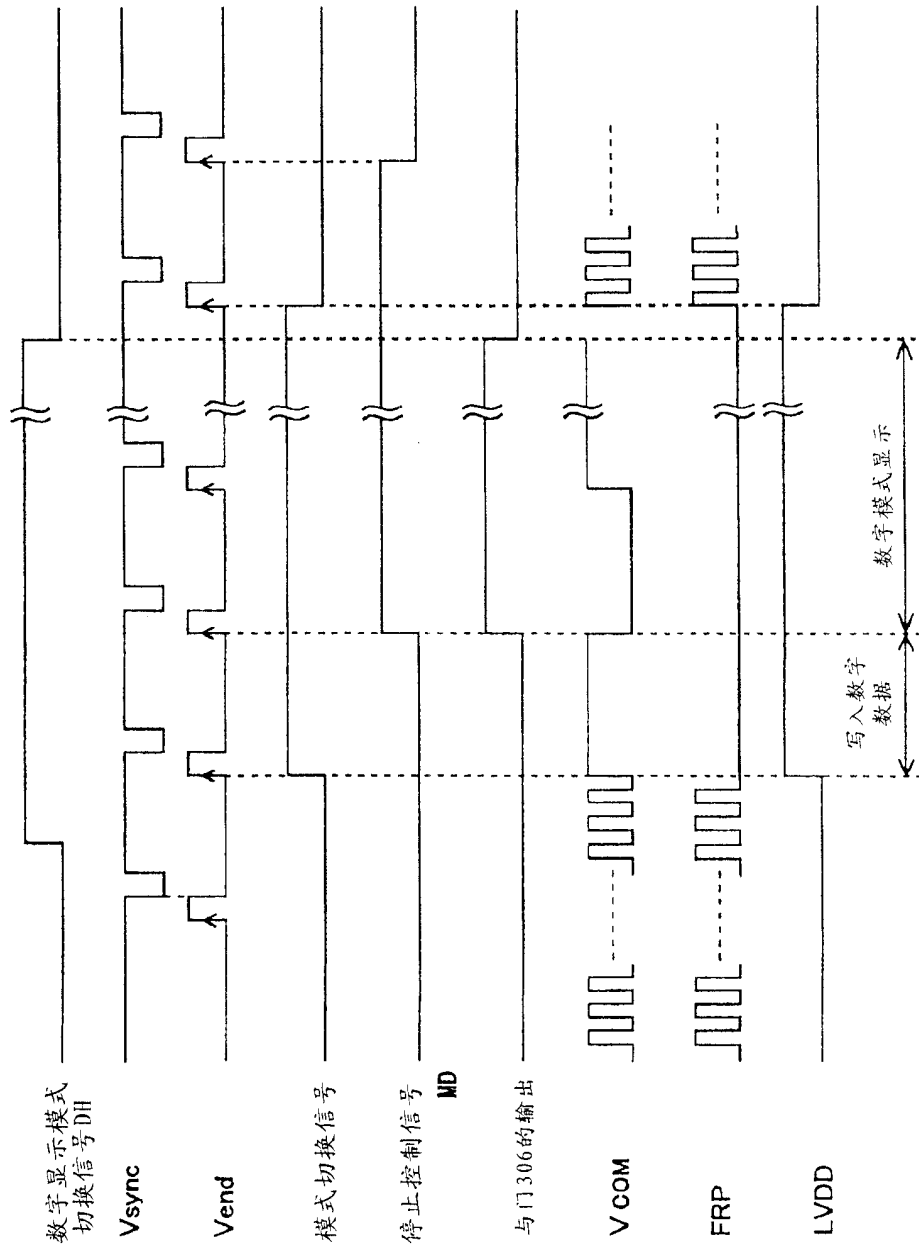 数字显示模式
切换信号DH
Vsync
Vend
模式切换信号
停止控制信号
MD
与门306的输出
VCOM
FRP
LVDD
写入数字
数据
数字模式显示